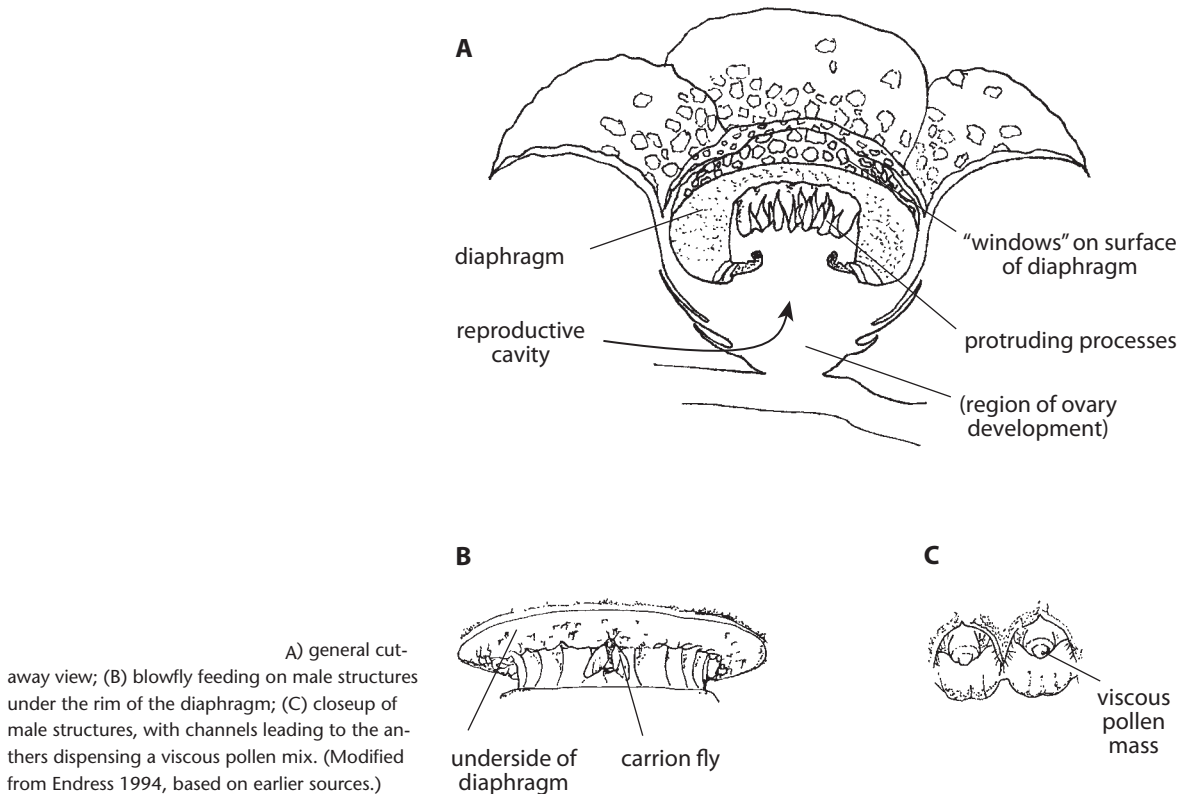 A
diaphragm
reproductive
cavity
"windows" on surface
of diaphragm
protruding processes
(region of ovary
development)
B
C
A) general cut-
away view; (B) blowfly feeding on male structures
under the rim of the diaphragm; (C) closeup of
male structures, with channels leading to the an-
thers dispensing a viscous pollen mix. (Modified
from Endress 1994, based on earlier sources.)
underside of
diaphragm
carrion fly
viscous
pollen
mass